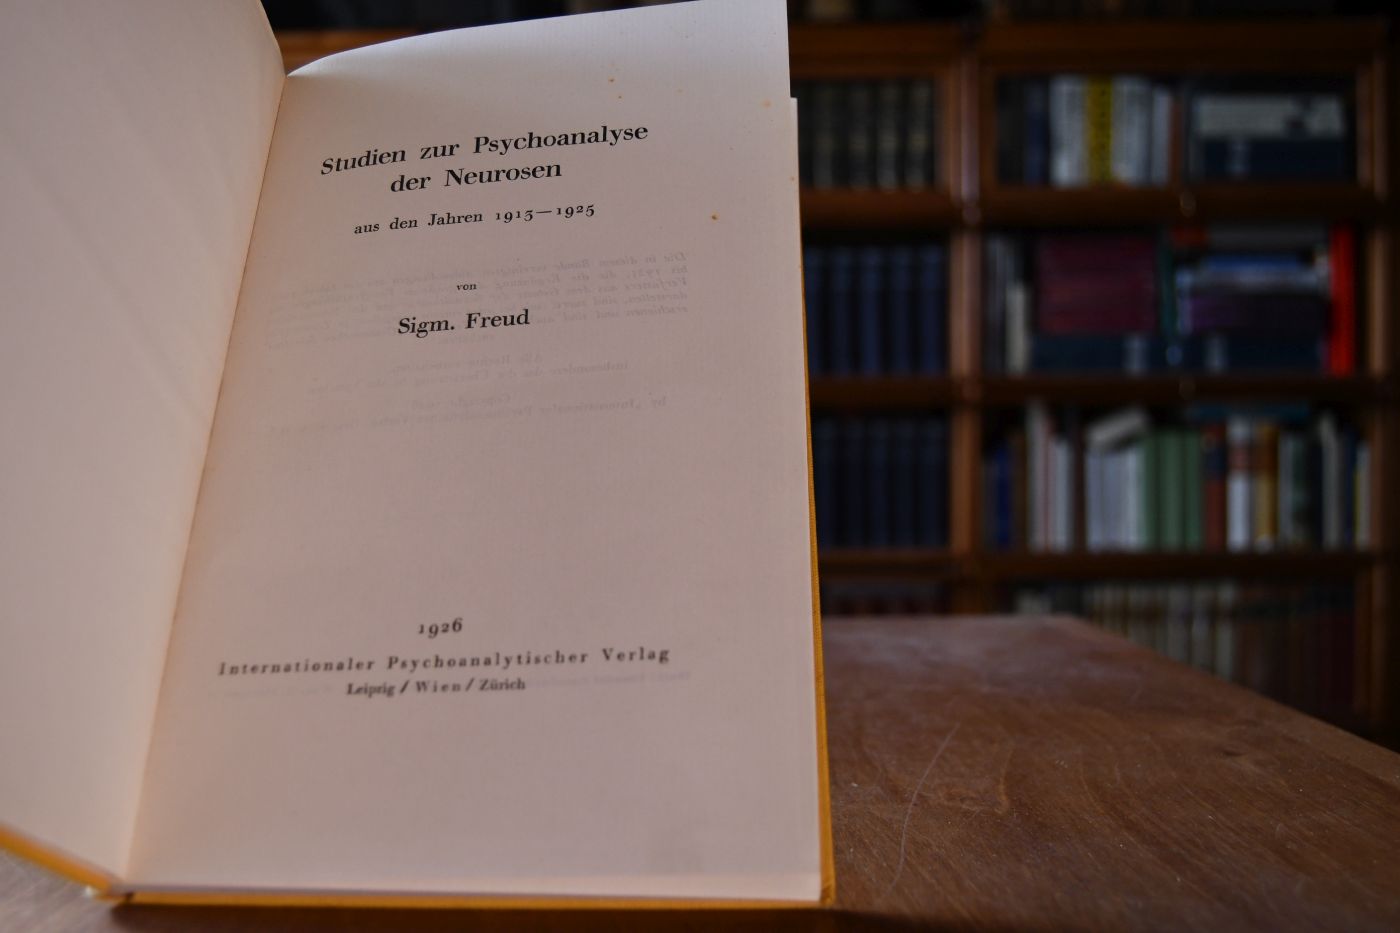 Studien zur Psychoanalyse
der Neurosen
aus den Jahren 1913—1925
von
Sigm. Freud
1926
Internationaler Psychoanalytischer Verlag
Leipzig / Wien / Zürich